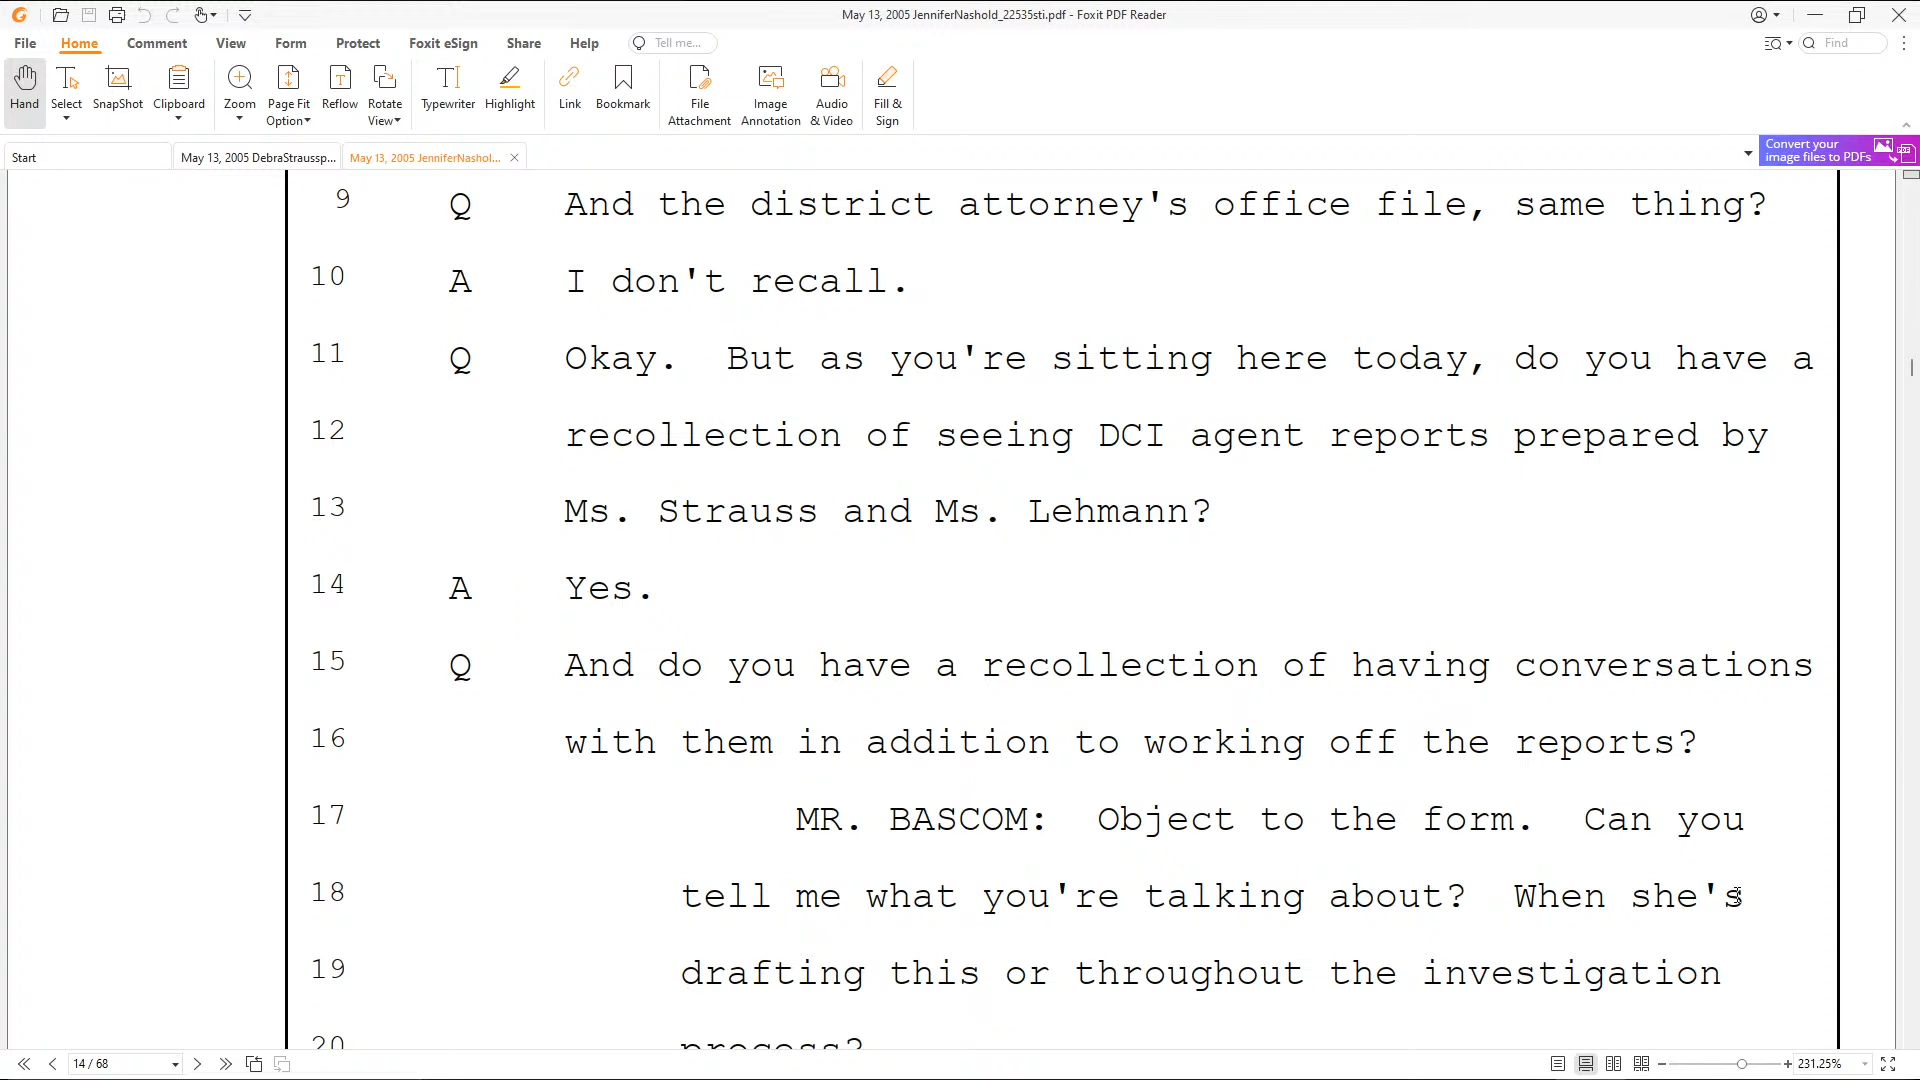 May 13, 2005 JenniferNashold_22535sti.pdf - Foxit PDF Reader
File Home Comment View Form Protect Foxit eSign Share Help Tell me... Find
Hand Select SnapShot Clipboard Zoom Page Fit Option Reflow Rotate View Typewriter Highlight Link Bookmark File Attachment Image Annotation Audio & Video Fill & Sign
Start May 13, 2005 DebraStraussp... May 13, 2005 JenniferNashol... Convert your
image files to PDFs
9 Q And the district attorney's office file, same thing?
10 A I don't recall.
11 Q Okay. But as you're sitting here today, do you have a
12 recollection of seeing DCI agent reports prepared by
13 Ms. Strauss and Ms. Lehmann?
14 A Yes.
15 Q And do you have a recollection of having conversations
16 with them in addition to working off the reports?
17 MR. BASCOM: Object to the form. Can you
18 tell me what you're talking about? When she's
19 drafting this or throughout the investigation
20 process?
14 / 68 231.25%